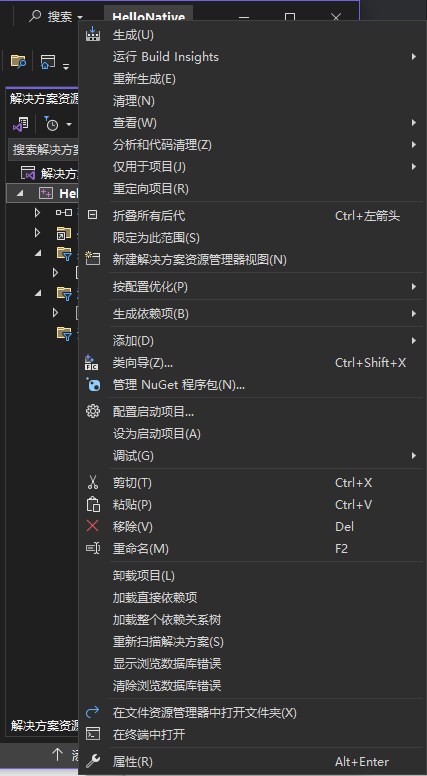 搜索
HelloNative
生成(U)
运行 Build Insights
重新生成(E)
清理(N)
解决方案资源
查看(W)
分析和代码清理(Z)
搜索解决方案
仅用于项目(J)
解决方
Hel
重定向项目(R)
折叠所有后代 Ctrl+左箭头
限定为此范围(S)
新建解决方案资源管理器视图(N)
按配置优化(P)
生成依赖项(B)
添加(D)
类向导(Z)... Ctrl+Shift+X
管理 NuGet 程序包(N)...
配置启动项目...
设为启动项目(A)
调试(G)
剪切(T) Ctrl+X
粘贴(P) Ctrl+V
移除(V) Del
重命名(M) F2
卸载项目(L)
加载直接依赖项
加载整个依赖关系树
重新扫描解决方案(S)
显示浏览数据库错误
清除浏览数据库错误
在文件资源管理器中打开文件夹(X)
解决方案资源
在终端中打开
属性(R) Alt+Enter